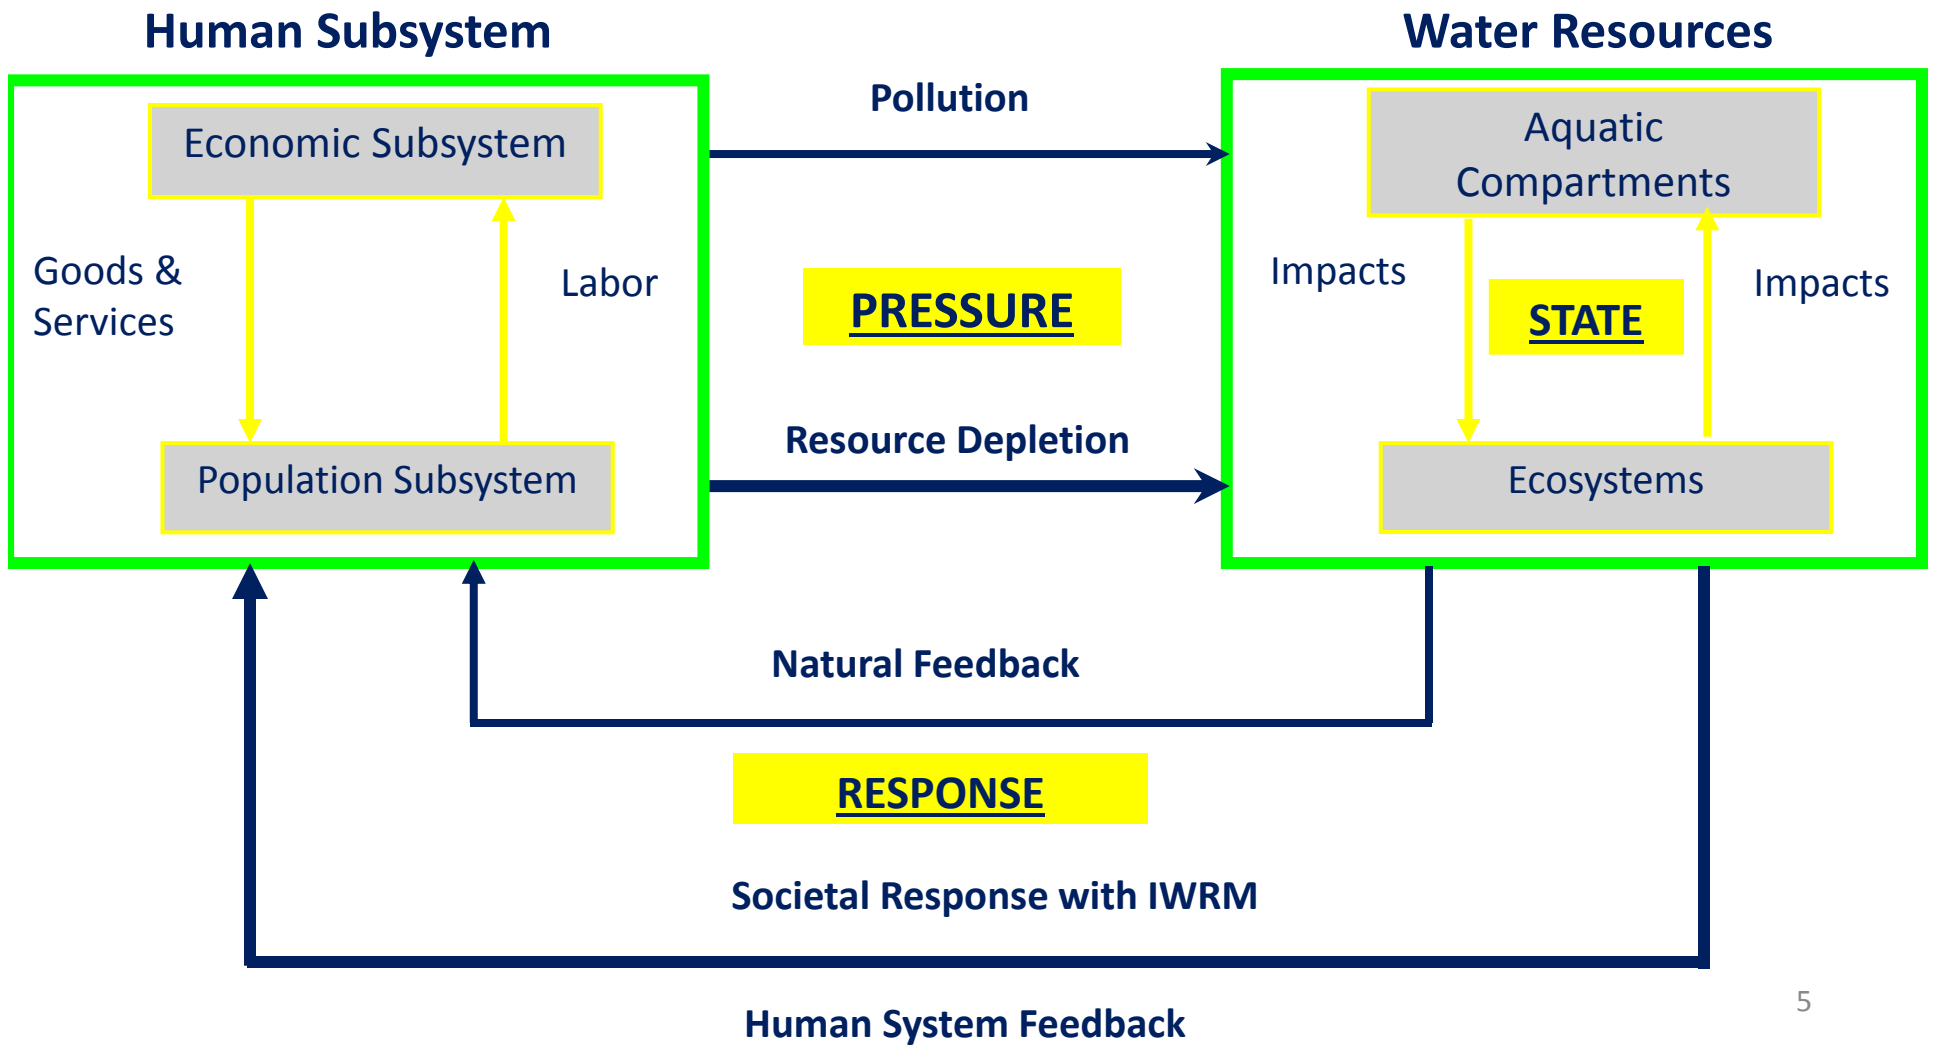 Human Subsystem
Water Resources
Pollution
Economic Subsystem
Aquatic
Compartments
Goods &
Services
Labor
PRESSURE
Impacts
STATE
Impacts
Resource Depletion
Population Subsystem
Ecosystems
Natural Feedback
RESPONSE
Societal Response with IWRM
Human System Feedback
5